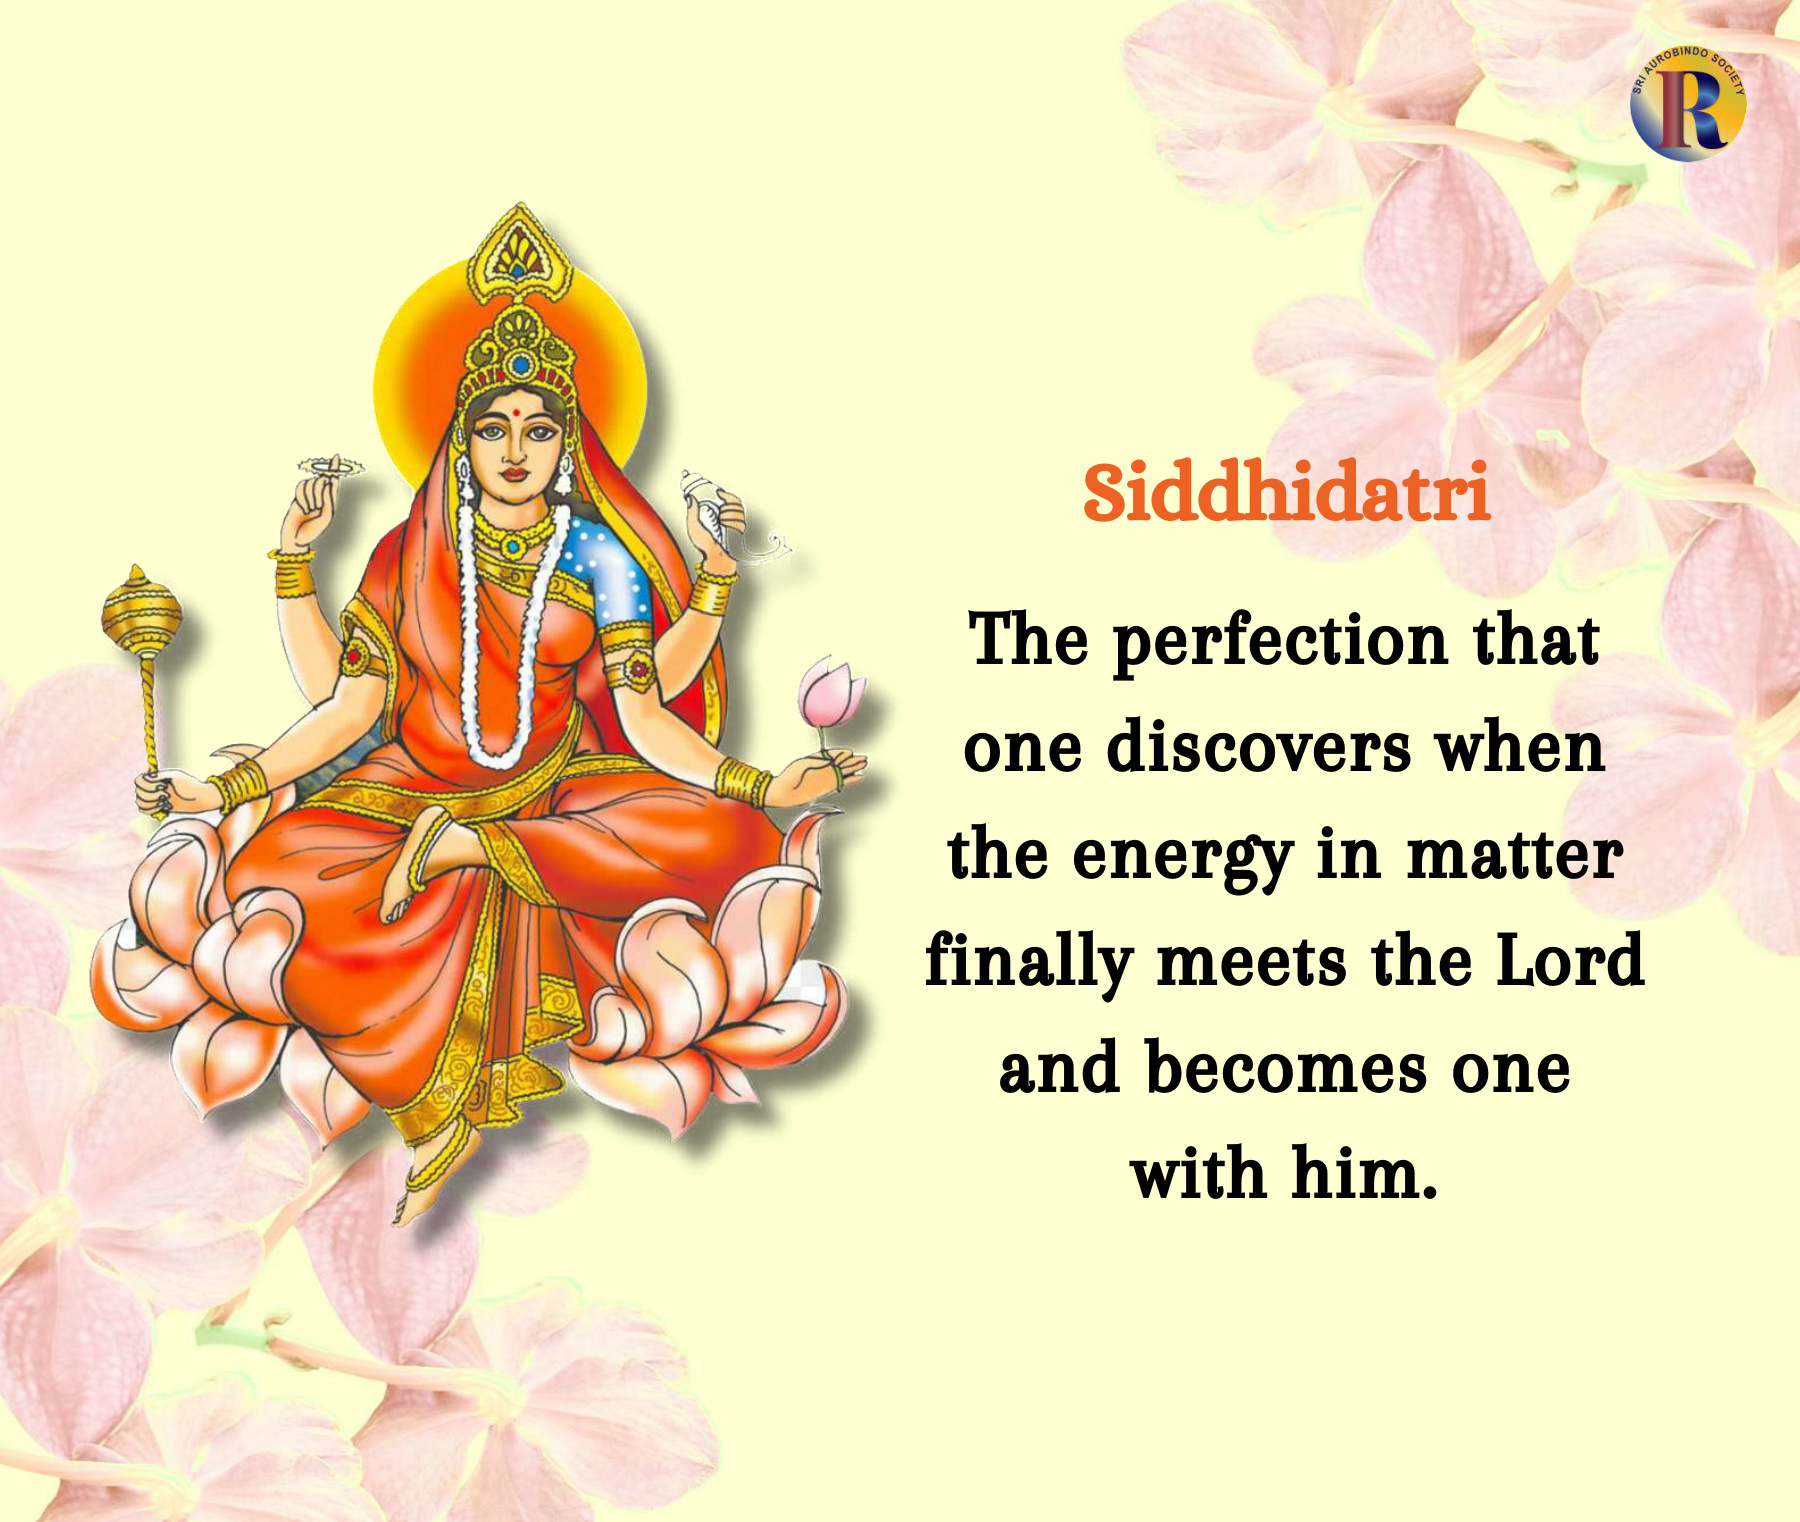 SRI AUROBINDO SOCIETY
R
Siddhidatri
The perfection that
one discovers when
the energy in matter
finally meets the Lord
and becomes one
with him.